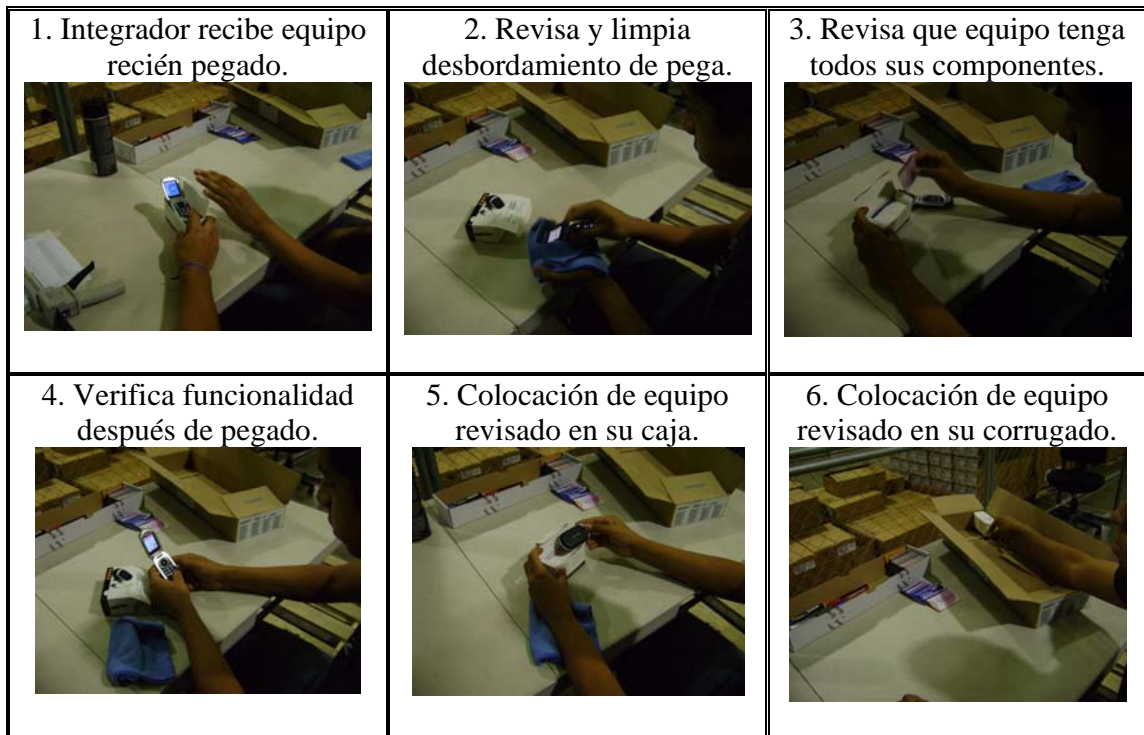 1. Integrador recibe equipo
recién pegado.
2. Revisa y limpia
desbordamiento de pega.
3. Revisa que equipo tenga
todos sus componentes.
4. Verifica funcionalidad
después de pegado.
5. Colocación de equipo
revisado en su caja.
6. Colocación de equipo
revisado en su corrugado.